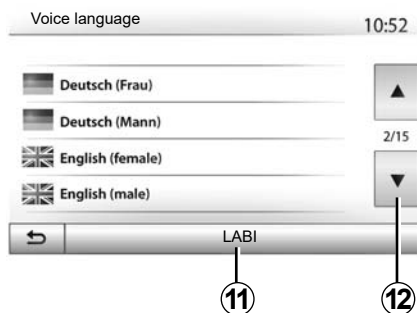 Voice language
10:52
Deutsch (Frau)
Deutsch (Mann)
2/15
English (female)
English (male)
LABI
11
12